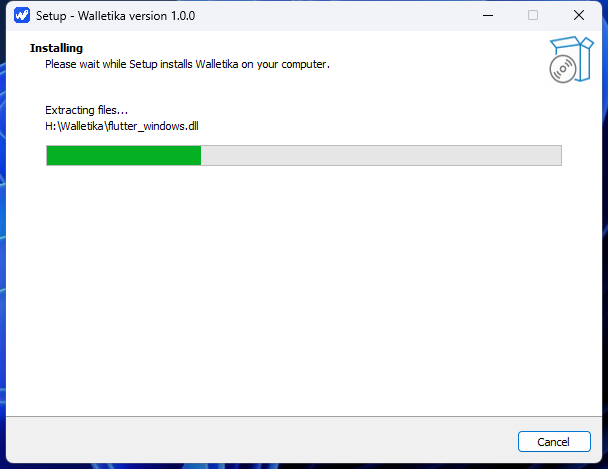 Setup - Walletika version 1.0.0
Installing
Please wait while Setup installs Walletika on your computer.
Extracting files...
H:\Walletika\flutter_windows.dll
Cancel